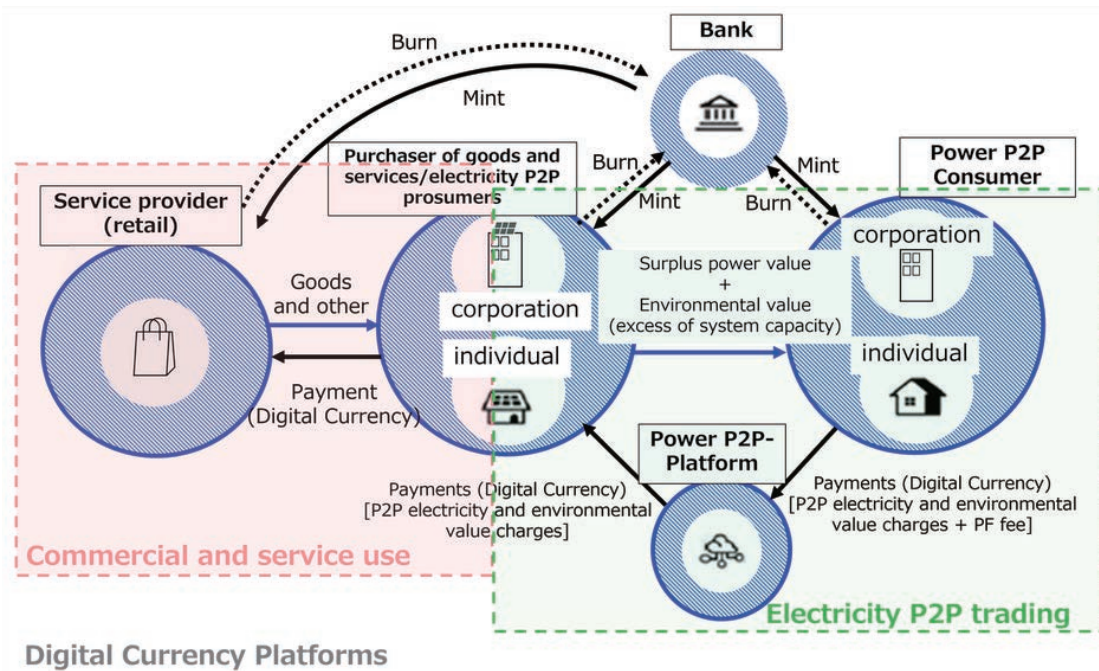 Burn
Bank
Mint
Purchaser of goods and
services/electricity P2P
prosumers
Burn
Mint
Mint
Burn
Power P2P
Consumer
Service provider
(retail)
corporation
Goods
and other
corporation
Surplus power value
+
Environmental value
(excess of system capacity)
individual
individual
Payment
(Digital Currency)
Power P2P-
Platform
Payments (Digital Currency)
[P2P electricity and environmental
value charges]
Payments (Digital Currency)
[P2P electricity and environmental
value charges + PF fee]
Commercial and service use
Electricity P2P trading
Digital Currency Platforms